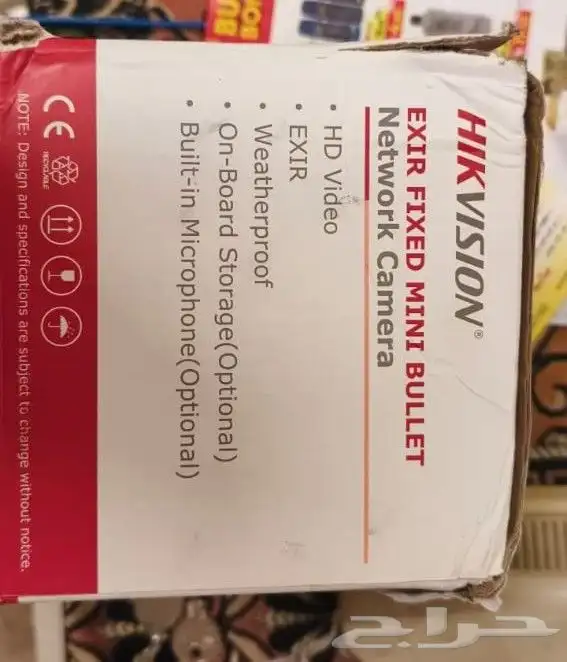 HIKVISION®
EXIR FIXED MINI BULLET
Network Camera
• HD Video
• EXIR
• Weatherproof
• On-Board Storage(Optional)
• Built-in Microphone(Optional)
CE
RECYCLABLE
NOTE: Design and specifications are subject to change without notice.
حراج